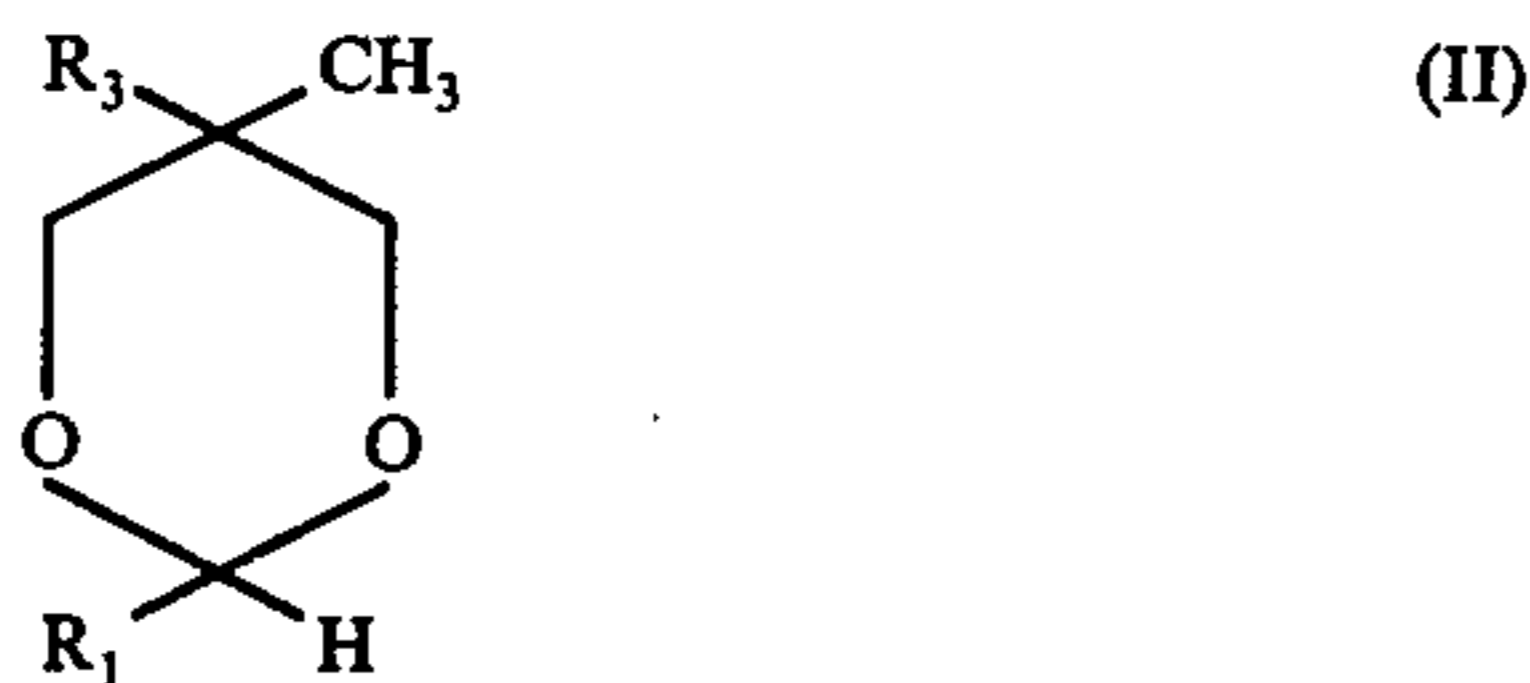 R₃ CH₃ (II)
O O
R₁ H